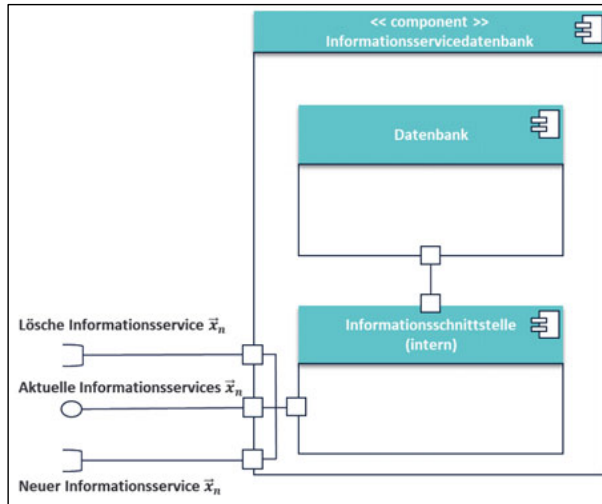 << component >>
Informationsservicedatenbank
Datenbank
Informationsschnittstelle
(intern)
Lösche Informationsservice x⃗ₙ
Aktuelle Informationsservices x⃗ₙ
Neuer Informationsservice x⃗ₙ